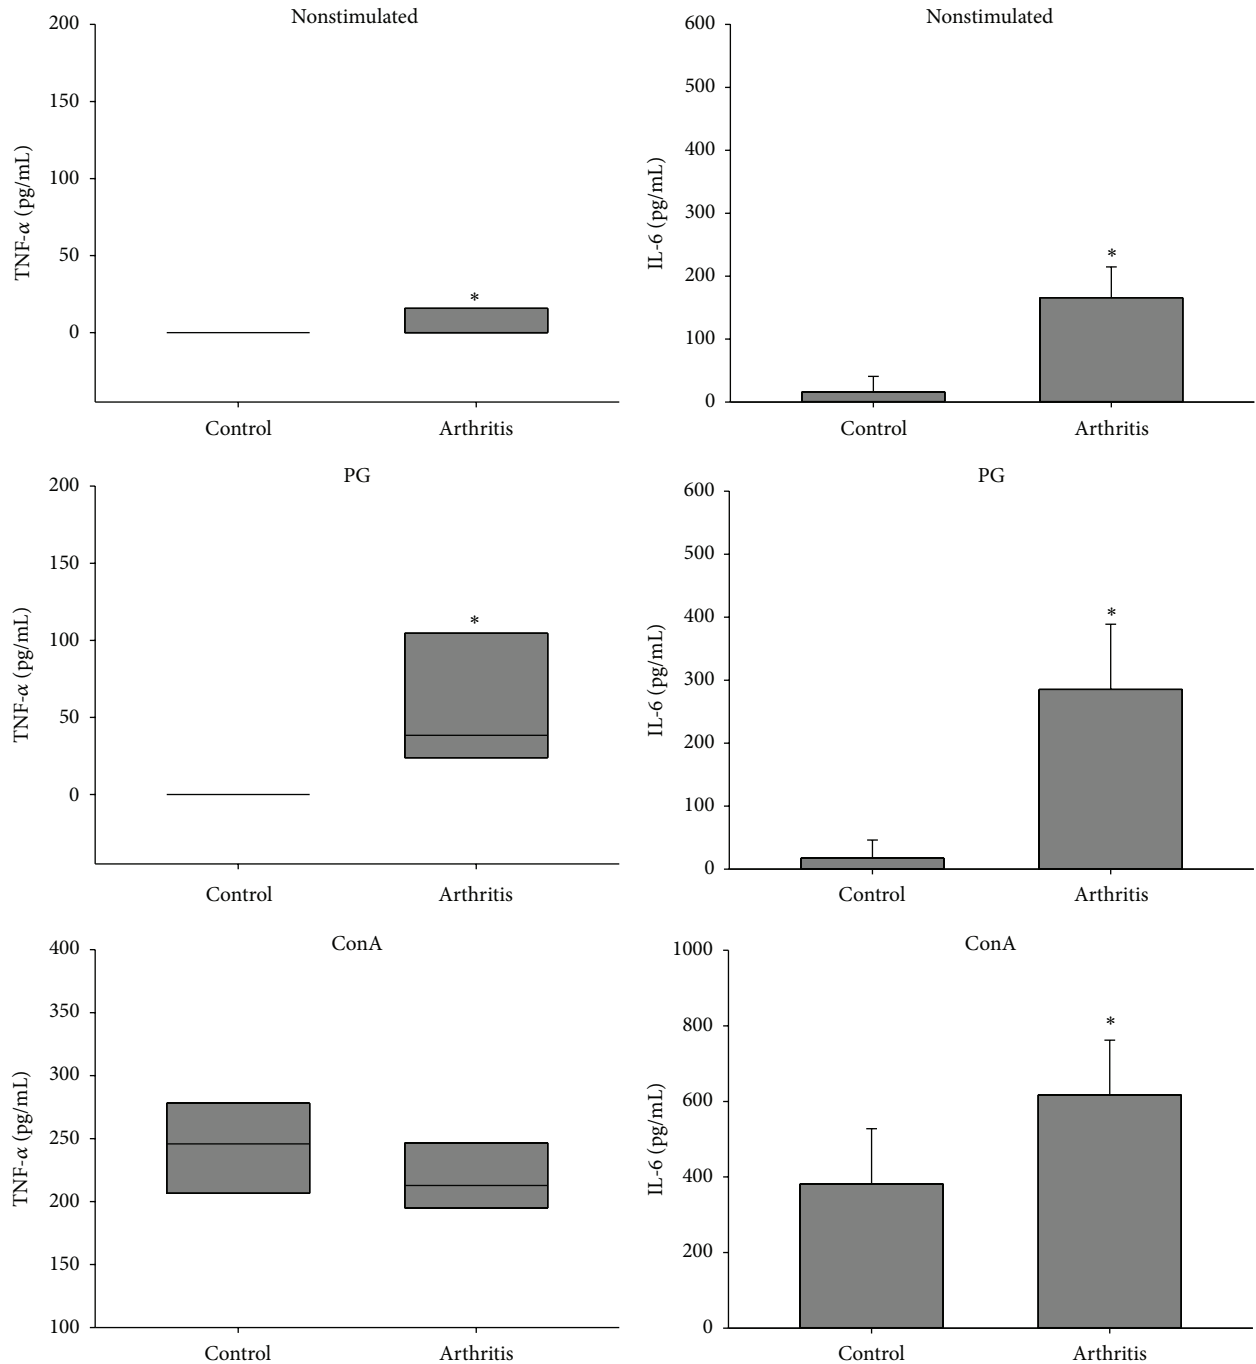 Nonstimulated
200
150
100
50
0
TNF-α (pg/mL)
*
Control
Arthritis
Nonstimulated
600
500
400
300
200
100
0
IL-6 (pg/mL)
*
Control
Arthritis
PG
200
150
100
50
0
TNF-α (pg/mL)
*
Control
Arthritis
PG
600
500
400
300
200
100
0
IL-6 (pg/mL)
*
Control
Arthritis
ConA
400
350
300
250
200
150
100
TNF-α (pg/mL)
Control
Arthritis
ConA
1000
800
600
400
200
0
IL-6 (pg/mL)
*
Control
Arthritis